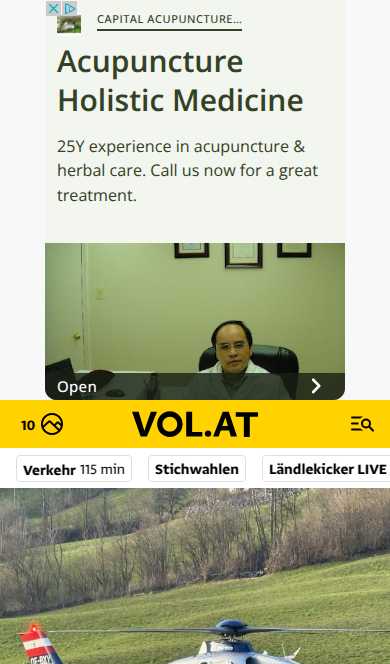 CAPITAL ACUPUNCTURE...
Acupuncture
Holistic Medicine
25Y experience in acupuncture &
herbal care. Call us now for a great
treatment.
Open
10
VOL.AT
Verkehr 115 min
Stichwahlen
Ländlekicker LIVE